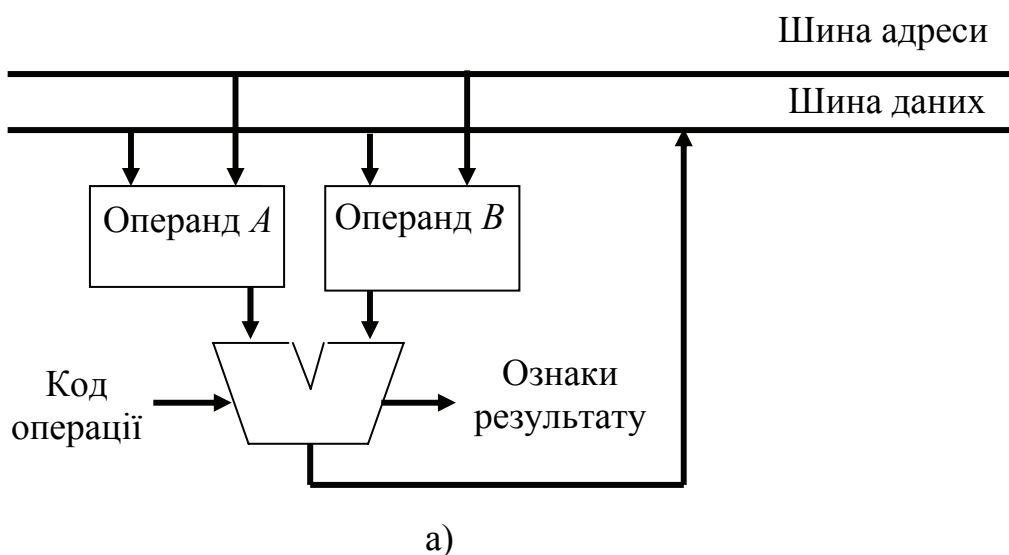 Шина адреси
Шина даних
Операнд A
Операнд B
Код
операції
Ознаки
результату
а)